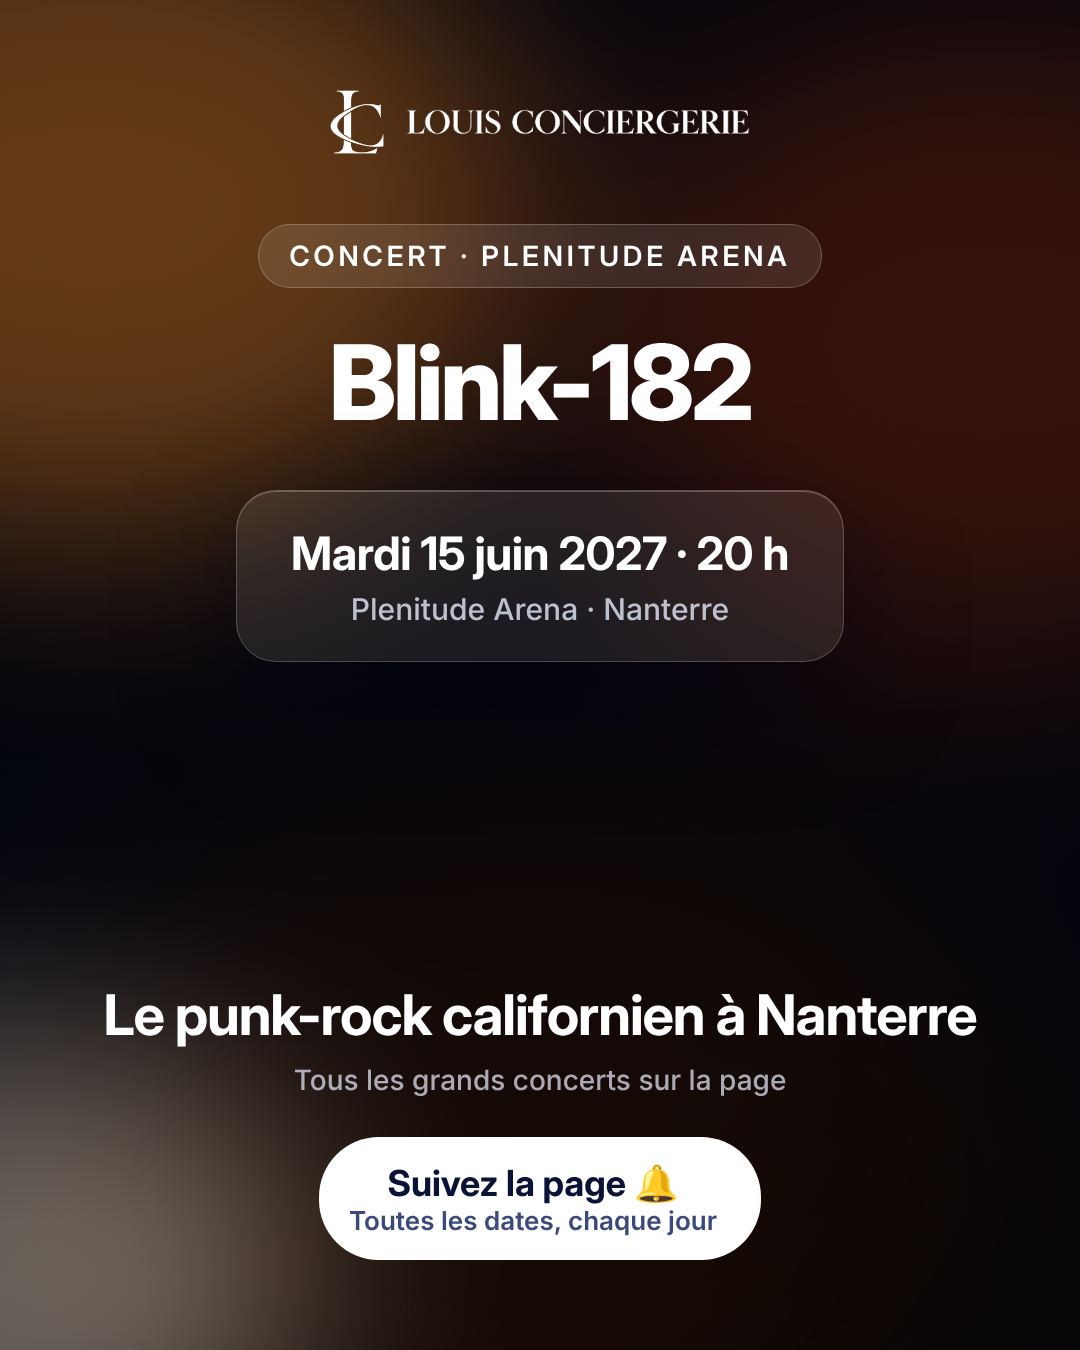 LC LOUIS CONCIERGERIE
CONCERT · PLENITUDE ARENA
Blink-182
Mardi 15 juin 2027 · 20 h
Plenitude Arena · Nanterre
Le punk-rock californien à Nanterre
Tous les grands concerts sur la page
Suivez la page 🔔
Toutes les dates, chaque jour